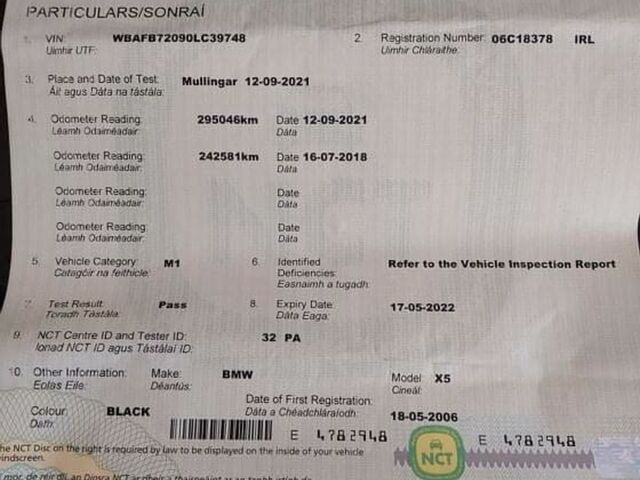 PARTICULARS/SONRAÍ
1. VIN: WBAFB72090LC39748 2. Registration Number: 06C18378 IRL
Uimhir UTF: Uimhir Chláraithe:
3. Place and Date of Test: Mullingar 12-09-2021
Áit agus Dáta na tástála:
4. Odometer Reading: 295046km Date 12-09-2021
Léamh Odaiméadair: Dáta
Odometer Reading: 242581km Date 16-07-2018
Léamh Odaiméadair: Dáta
Odometer Reading: Date
Léamh Odaiméadair: Dáta
Odometer Reading: Date
Léamh Odaiméadair: Dáta
5. Vehicle Category: M1 6. Identified Refer to the Vehicle Inspection Report
Catagóir na feithicle: Deficiencies:
Easnaimh a tugadh:
7. Test Result: Pass 8. Expiry Date: 17-05-2022
Toradh Tástála: Dáta Éaga:
9. NCT Centre ID and Tester ID: 32 PA
Ionad NCT ID agus Tástálaí ID:
10. Other Information: Make: BMW Model: X5
Eolas Eile: Déantús: Cineál:
Date of First Registration:
Colour: BLACK Dáta a Chéadchláraíodh: 18-05-2006
Dath:
E 4782948 E 4782948
he NCT Disc on the right is required by law to be displayed on the inside of your vehicle
indscreen.
NCT